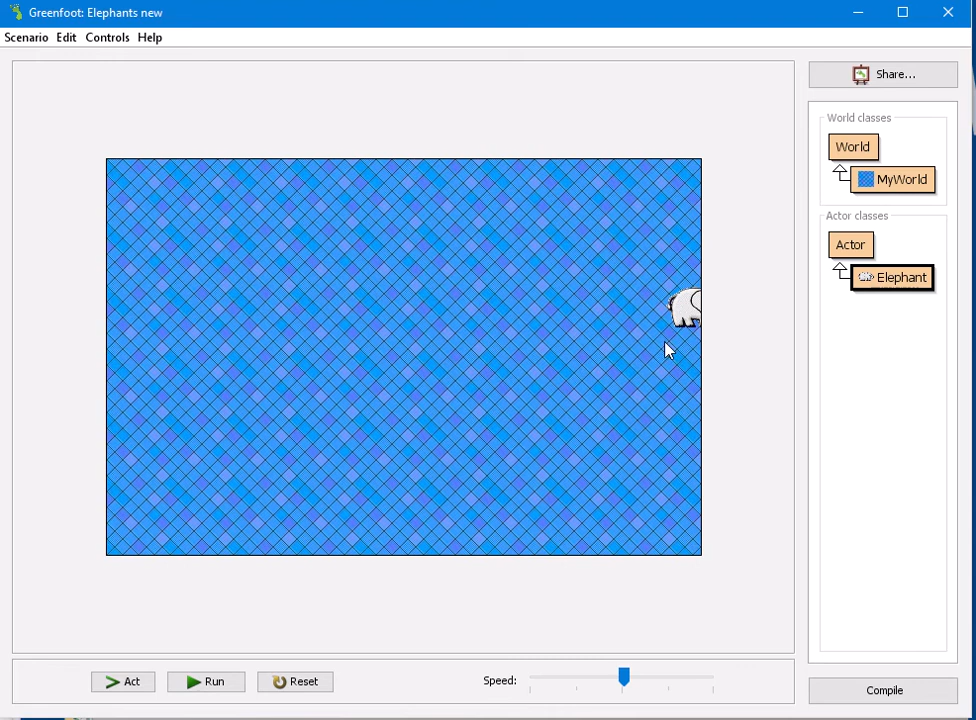 Greenfoot: Elephants new
Scenario Edit Controls Help
Share...
World classes
World
MyWorld
Actor classes
Actor
Elephant
Act Run Reset Speed:
Compile